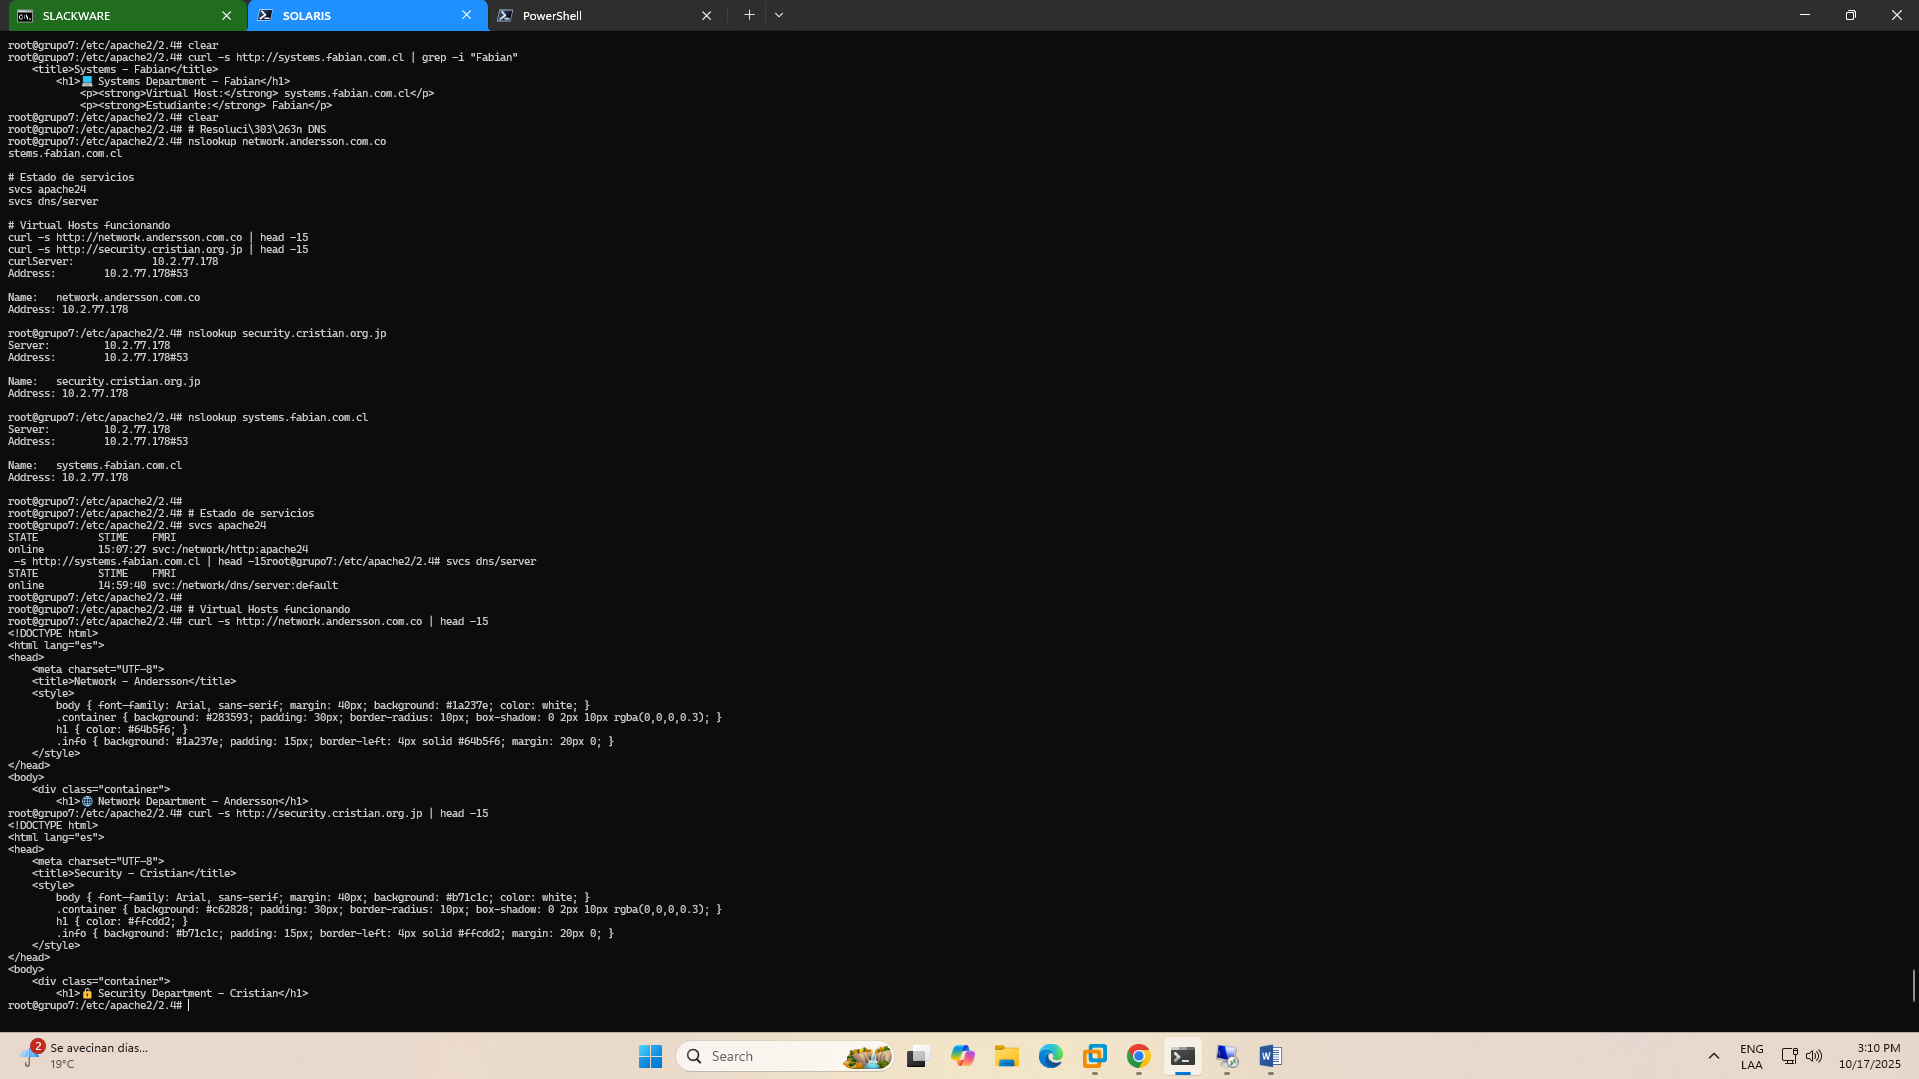 SLACKWARE
SOLARIS
PowerShell
root@grupo7:/etc/apache2/2.4# clear
root@grupo7:/etc/apache2/2.4# curl -s http://systems.fabian.com.cl | grep -i "Fabian"
    <title>Systems - Fabian</title>
        <h1>💻 Systems Department - Fabian</h1>
            <p><strong>Virtual Host:</strong> systems.fabian.com.cl</p>
            <p><strong>Estudiante:</strong> Fabian</p>
root@grupo7:/etc/apache2/2.4# clear
root@grupo7:/etc/apache2/2.4# # Resoluci\303\263n DNS
root@grupo7:/etc/apache2/2.4# nslookup network.andersson.com.co
stems.fabian.com.cl

# Estado de servicios
svcs apache24
svcs dns/server

# Virtual Hosts funcionando
curl -s http://network.andersson.com.co | head -15
curl -s http://security.cristian.org.jp | head -15
curlServer:             10.2.77.178
Address:        10.2.77.178#53

Name:   network.andersson.com.co
Address: 10.2.77.178

root@grupo7:/etc/apache2/2.4# nslookup security.cristian.org.jp
Server:         10.2.77.178
Address:        10.2.77.178#53

Name:   security.cristian.org.jp
Address: 10.2.77.178

root@grupo7:/etc/apache2/2.4# nslookup systems.fabian.com.cl
Server:         10.2.77.178
Address:        10.2.77.178#53

Name:   systems.fabian.com.cl
Address: 10.2.77.178

root@grupo7:/etc/apache2/2.4#
root@grupo7:/etc/apache2/2.4# # Estado de servicios
root@grupo7:/etc/apache2/2.4# svcs apache24
STATE          STIME    FMRI
online         15:07:27 svc:/network/http:apache24
 -s http://systems.fabian.com.cl | head -15root@grupo7:/etc/apache2/2.4# svcs dns/server
STATE          STIME    FMRI
online         14:59:40 svc:/network/dns/server:default
root@grupo7:/etc/apache2/2.4#
root@grupo7:/etc/apache2/2.4# # Virtual Hosts funcionando
root@grupo7:/etc/apache2/2.4# curl -s http://network.andersson.com.co | head -15
<!DOCTYPE html>
<html lang="es">
<head>
    <meta charset="UTF-8">
    <title>Network - Andersson</title>
    <style>
        body { font-family: Arial, sans-serif; margin: 40px; background: #1a237e; color: white; }
        .container { background: #283593; padding: 30px; border-radius: 10px; box-shadow: 0 2px 10px rgba(0,0,0,0.3); }
        h1 { color: #64b5f6; }
        .info { background: #1a237e; padding: 15px; border-left: 4px solid #64b5f6; margin: 20px 0; }
    </style>
</head>
<body>
    <div class="container">
        <h1>🌐 Network Department - Andersson</h1>
root@grupo7:/etc/apache2/2.4# curl -s http://security.cristian.org.jp | head -15
<!DOCTYPE html>
<html lang="es">
<head>
    <meta charset="UTF-8">
    <title>Security - Cristian</title>
    <style>
        body { font-family: Arial, sans-serif; margin: 40px; background: #b71c1c; color: white; }
        .container { background: #c62828; padding: 30px; border-radius: 10px; box-shadow: 0 2px 10px rgba(0,0,0,0.3); }
        h1 { color: #ffcdd2; }
        .info { background: #b71c1c; padding: 15px; border-left: 4px solid #ffcdd2; margin: 20px 0; }
    </style>
</head>
<body>
    <div class="container">
        <h1>🔒 Security Department - Cristian</h1>
root@grupo7:/etc/apache2/2.4#
2
Se avecinan días...
19°C
Search
ENG
LAA
3:10 PM
10/17/2025